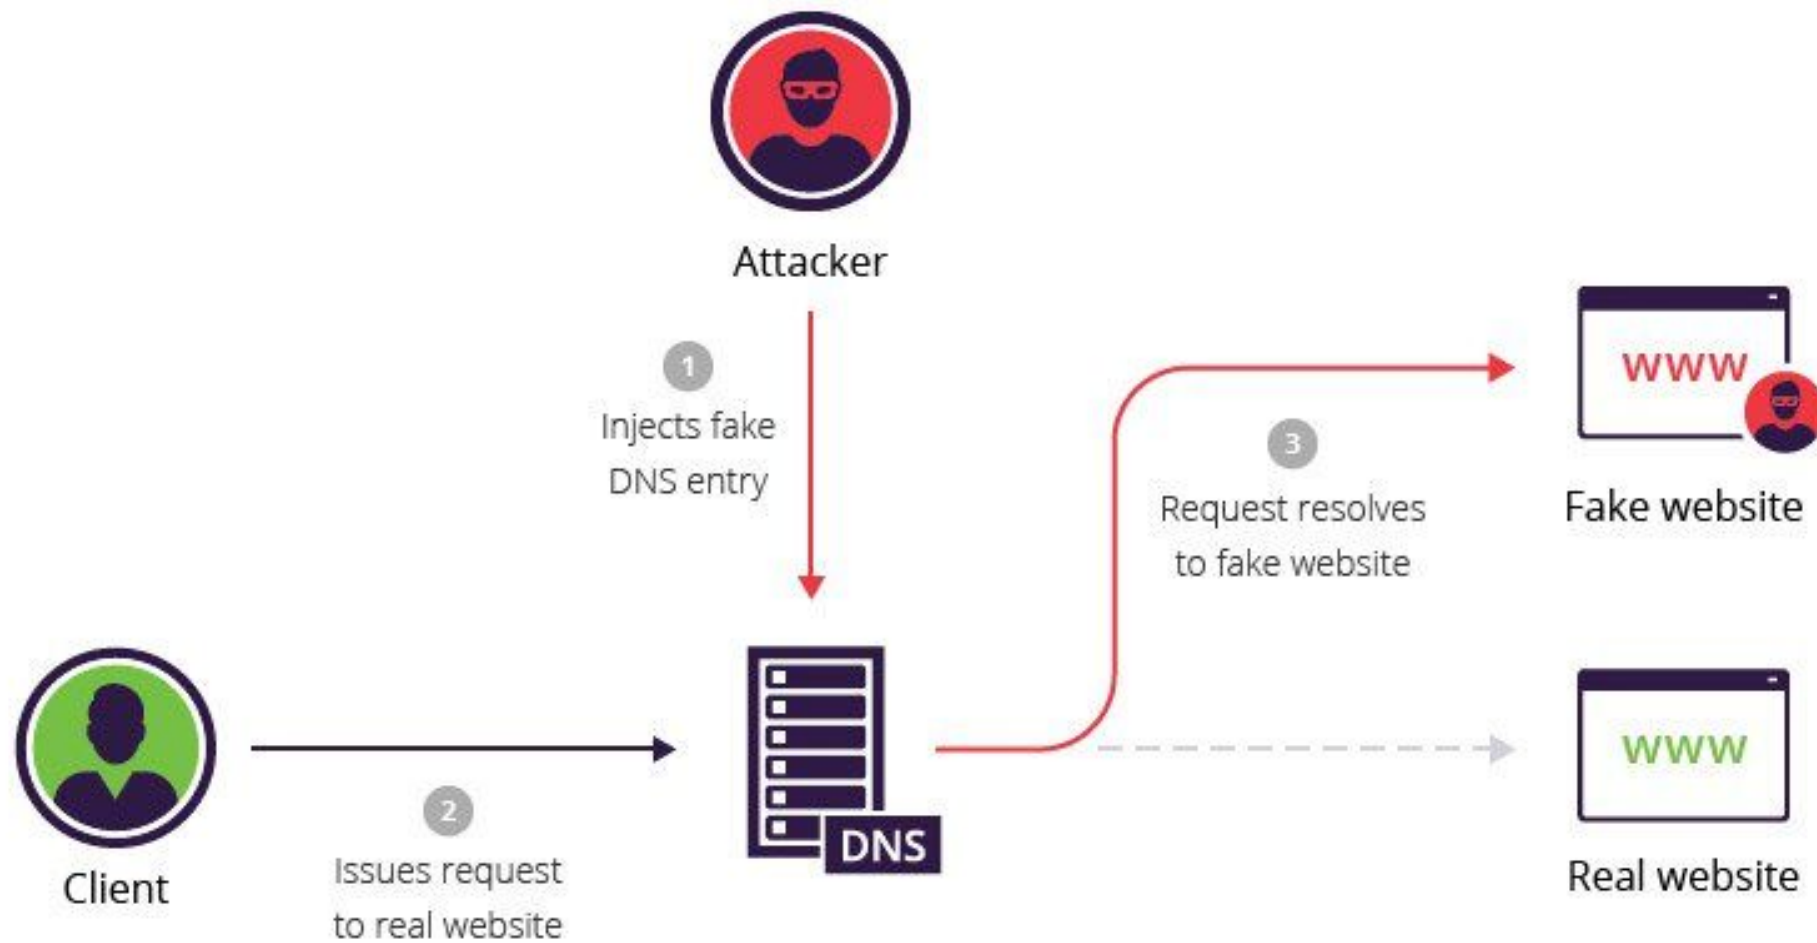 Attacker
1
Injects fake
DNS entry
www
3
Request resolves
to fake website
Fake website
Client
2
Issues request
to real website
DNS
www
Real website